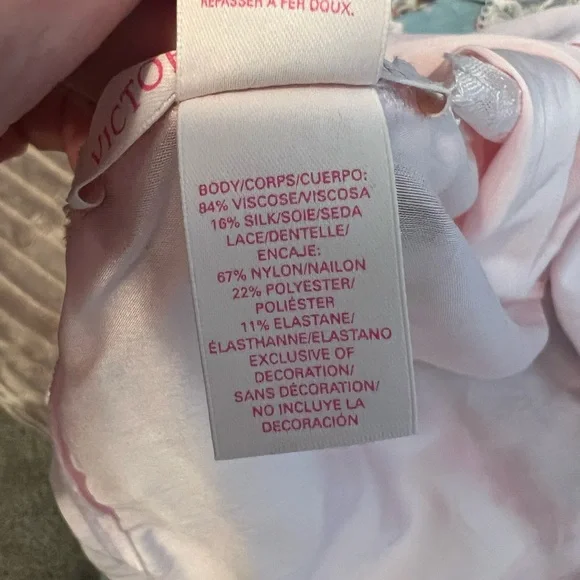 REPASSER A FER DOUX.
VICTOR
BODY/CORPS/CUERPO:
84% VISCOSE/VISCOSA
16% SILK/SOIE/SEDA
LACE/DENTELLE/
ENCAJE:
67% NYLON/NAILON
22% POLYESTER/
POLIÉSTER
11% ELASTANE/
ÉLASTHANNE/ELASTANO
EXCLUSIVE OF
DECORATION/
SANS DÉCORATION/
NO INCLUYE LA
DECORACIÓN